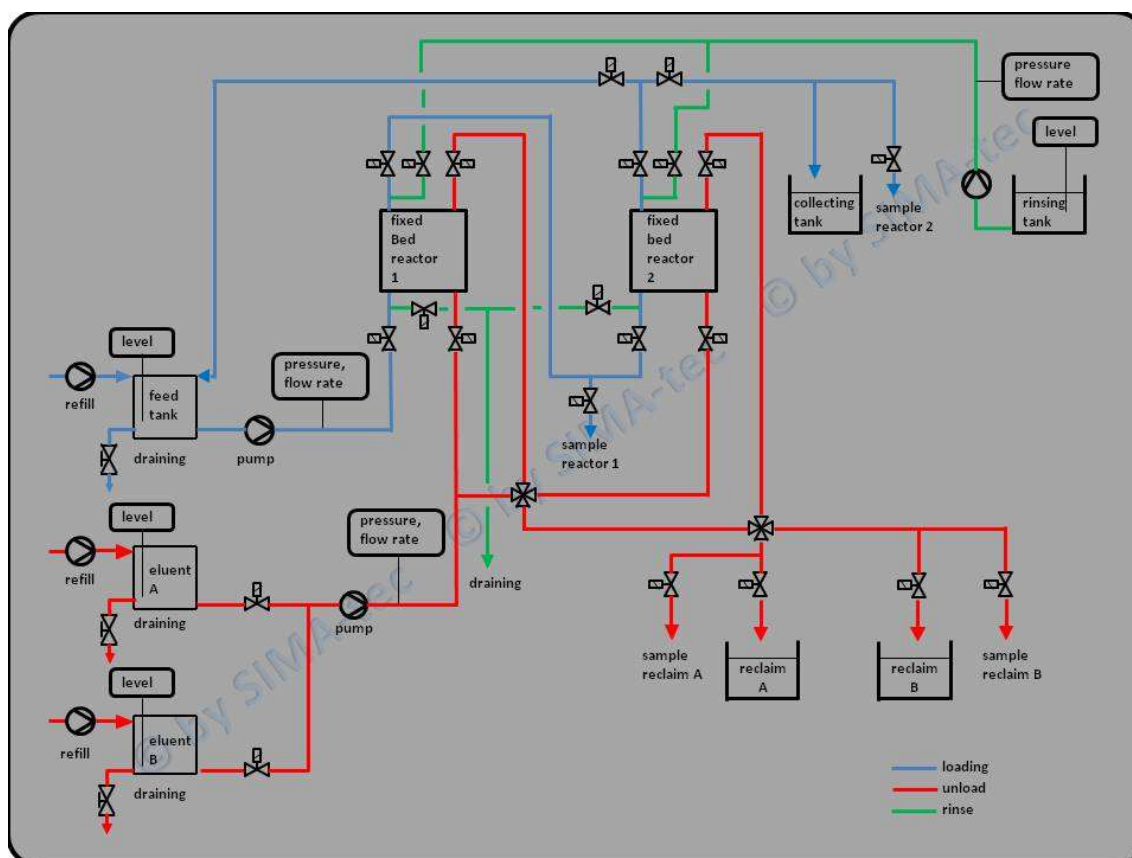 pressure
flow rate
level
collecting
tank
sample
reactor 2
rinsing
tank
fixed
Bed
reactor
1
fixed
bed
reactor
2
level
pressure,
flow rate
refill
feed
tank
draining
pump
sample
reactor 1
level
pressure,
flow rate
refill
eluent
A
draining
pump
draining
sample
reclaim A
reclaim
A
reclaim
B
sample
reclaim B
level
refill
eluent
B
draining
loading
unload
rinse
© by SIMA-tec © by SIMA-tec © by SIMA-tec